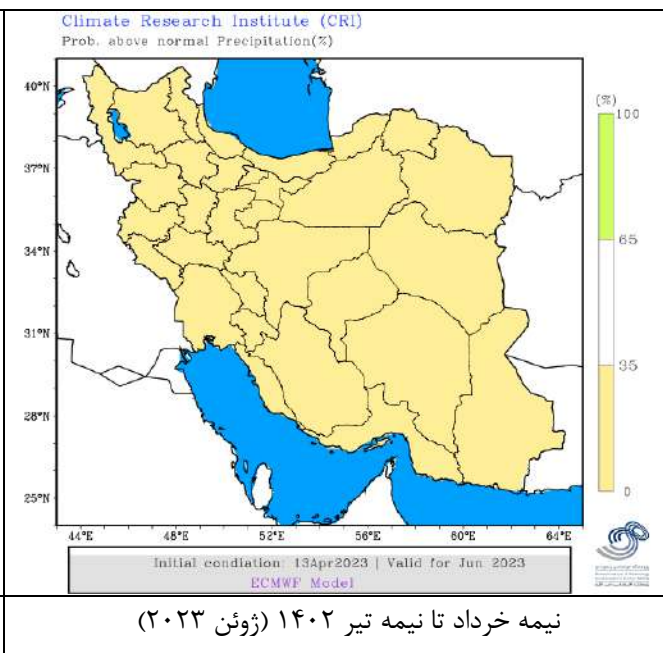 Climate Research Institute (CRI)
Prob. above normal Precipitation(%)
(%)
100
65
35
0
40°N
37°N
34°N
31°N
28°N
25°N
44°E 48°E 52°E 56°E 60°E 64°E
Initial condiation: 13Apr2023 | Valid for Jun 2023
ECMWF Model
نیمه خرداد تا نیمه تیر ۱۴۰۲ (ژوئن ۲۰۲۳)